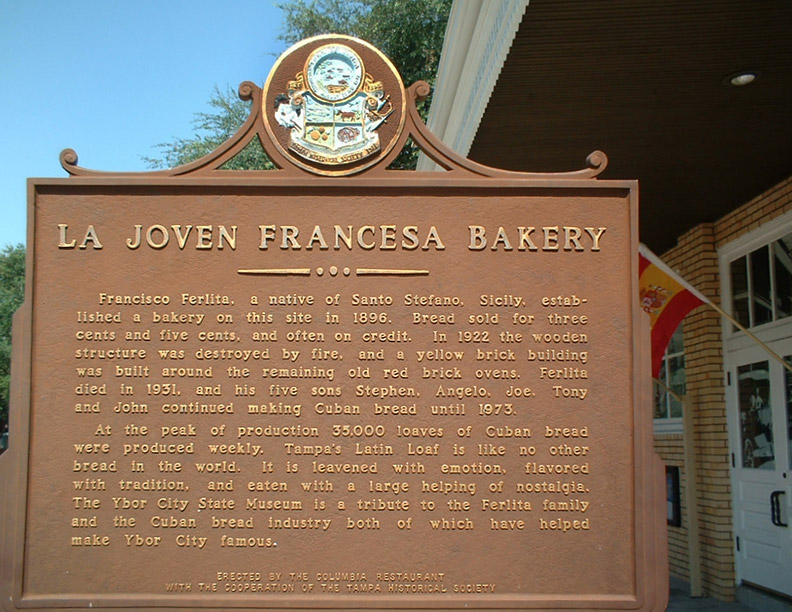 LA JOVEN FRANCESA BAKERY
Francisco Ferlita, a native of Santo Stefano, Sicily, estab-
lished a bakery on this site in 1896. Bread sold for three
cents and five cents, and often on credit. In 1922 the wooden
structure was destroyed by fire, and a yellow brick building
was built around the remaining old red brick ovens. Ferlita
died in 1931, and his five sons Stephen, Angelo, Joe, Tony
and John continued making Cuban bread until 1973.
At the peak of production 35,000 loaves of Cuban bread
were produced weekly. Tampa's Latin Loaf is like no other
bread in the world. It is leavened with emotion, flavored
with tradition, and eaten with a large helping of nostalgia.
The Ybor City State Museum is a tribute to the Ferlita family
and the Cuban bread industry both of which have helped
make Ybor City famous.
ERECTED BY THE COLUMBIA RESTAURANT
WITH THE COOPERATION OF THE TAMPA HISTORICAL SOCIETY